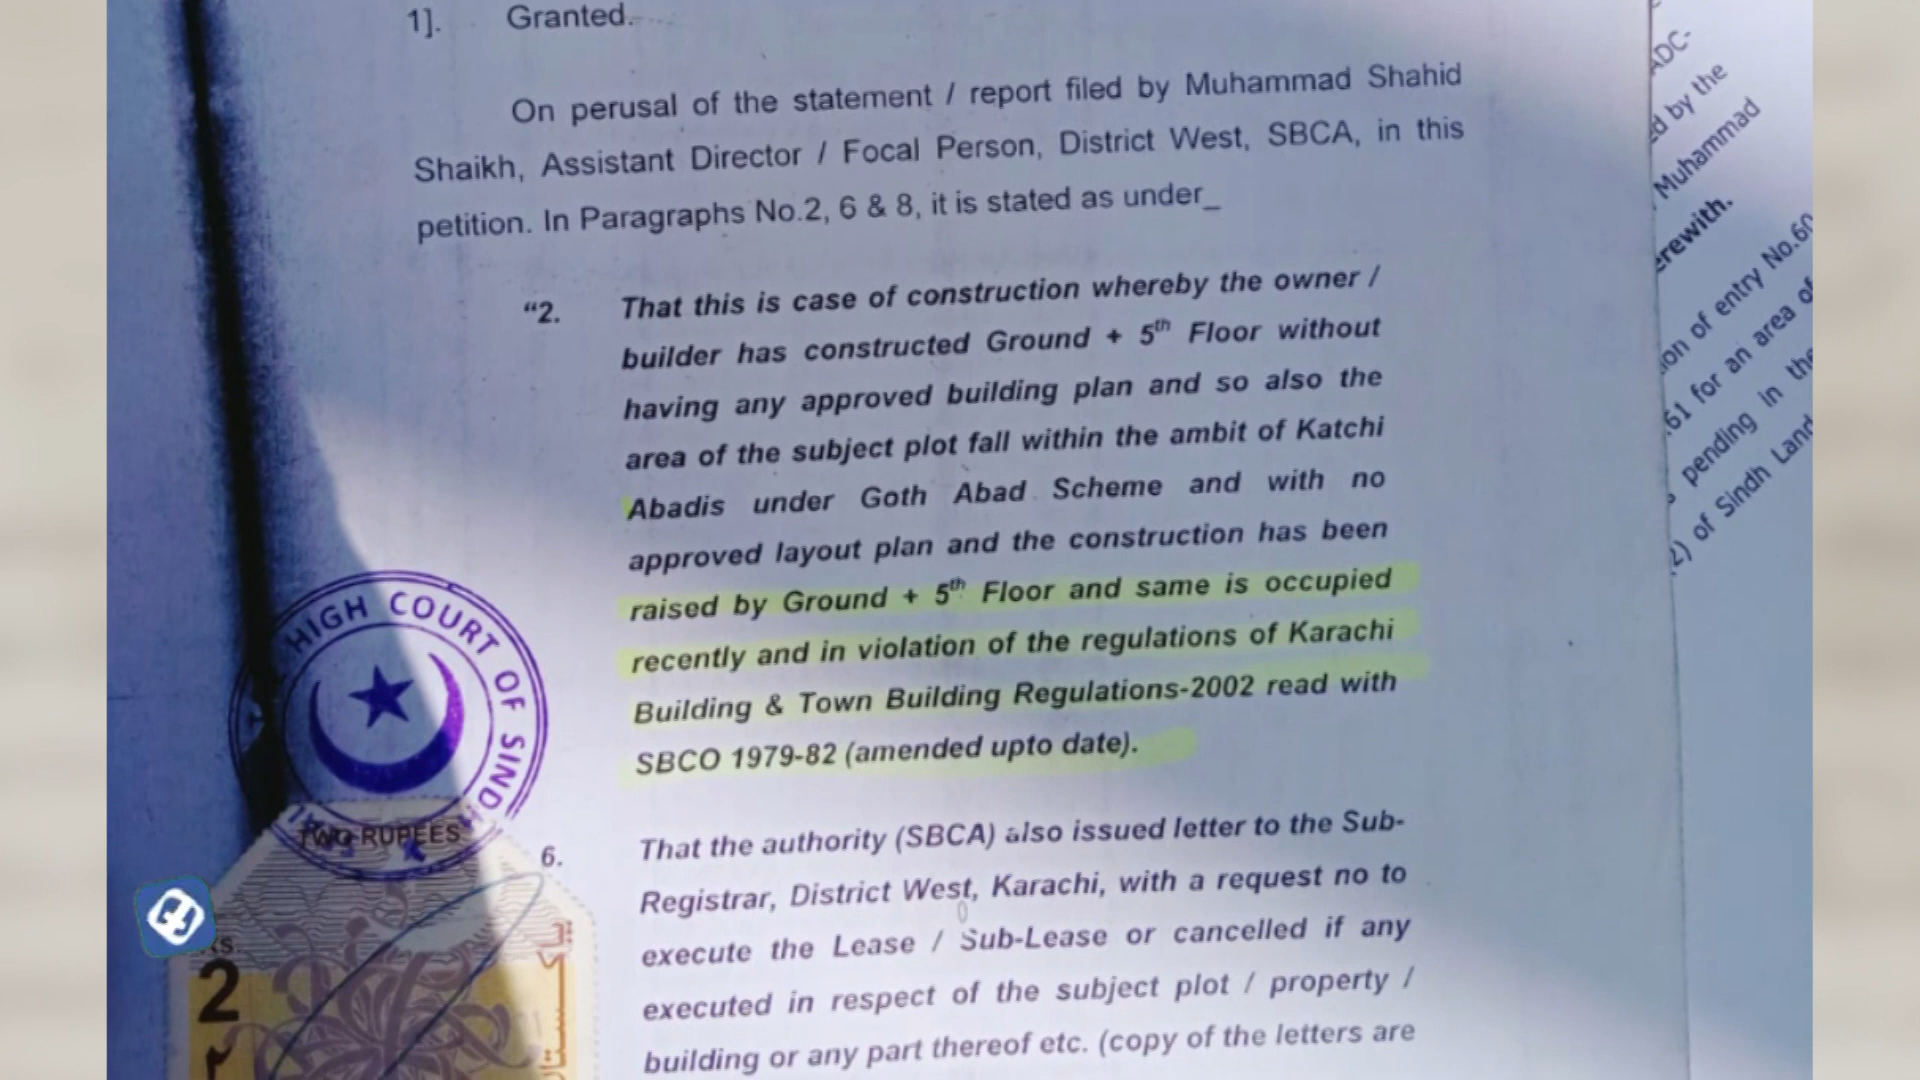 1]. Granted.
On perusal of the statement / report filed by Muhammad Shahid
Shaikh, Assistant Director / Focal Person, District West, SBCA, in this
petition. In Paragraphs No.2, 6 & 8, it is stated as under_
“2. That this is case of construction whereby the owner /
builder has constructed Ground + 5th Floor without
having any approved building plan and so also the
area of the subject plot fall within the ambit of Katchi
Abadis under Goth Abad Scheme and with no
approved layout plan and the construction has been
raised by Ground + 5th Floor and same is occupied
recently and in violation of the regulations of Karachi
Building & Town Building Regulations-2002 read with
SBCO 1979-82 (amended upto date).
6. That the authority (SBCA) also issued letter to the Sub-
Registrar, District West, Karachi, with a request no to
execute the Lease / Sub-Lease or cancelled if any
executed in respect of the subject plot / property /
building or any part thereof etc. (copy of the letters are
HIGH COURT OF SINDH
TWO RUPEES
2
ADC-
by the
Muhammad
of entry No.60
61 for an area of
pending in the
2) of Sindh Land